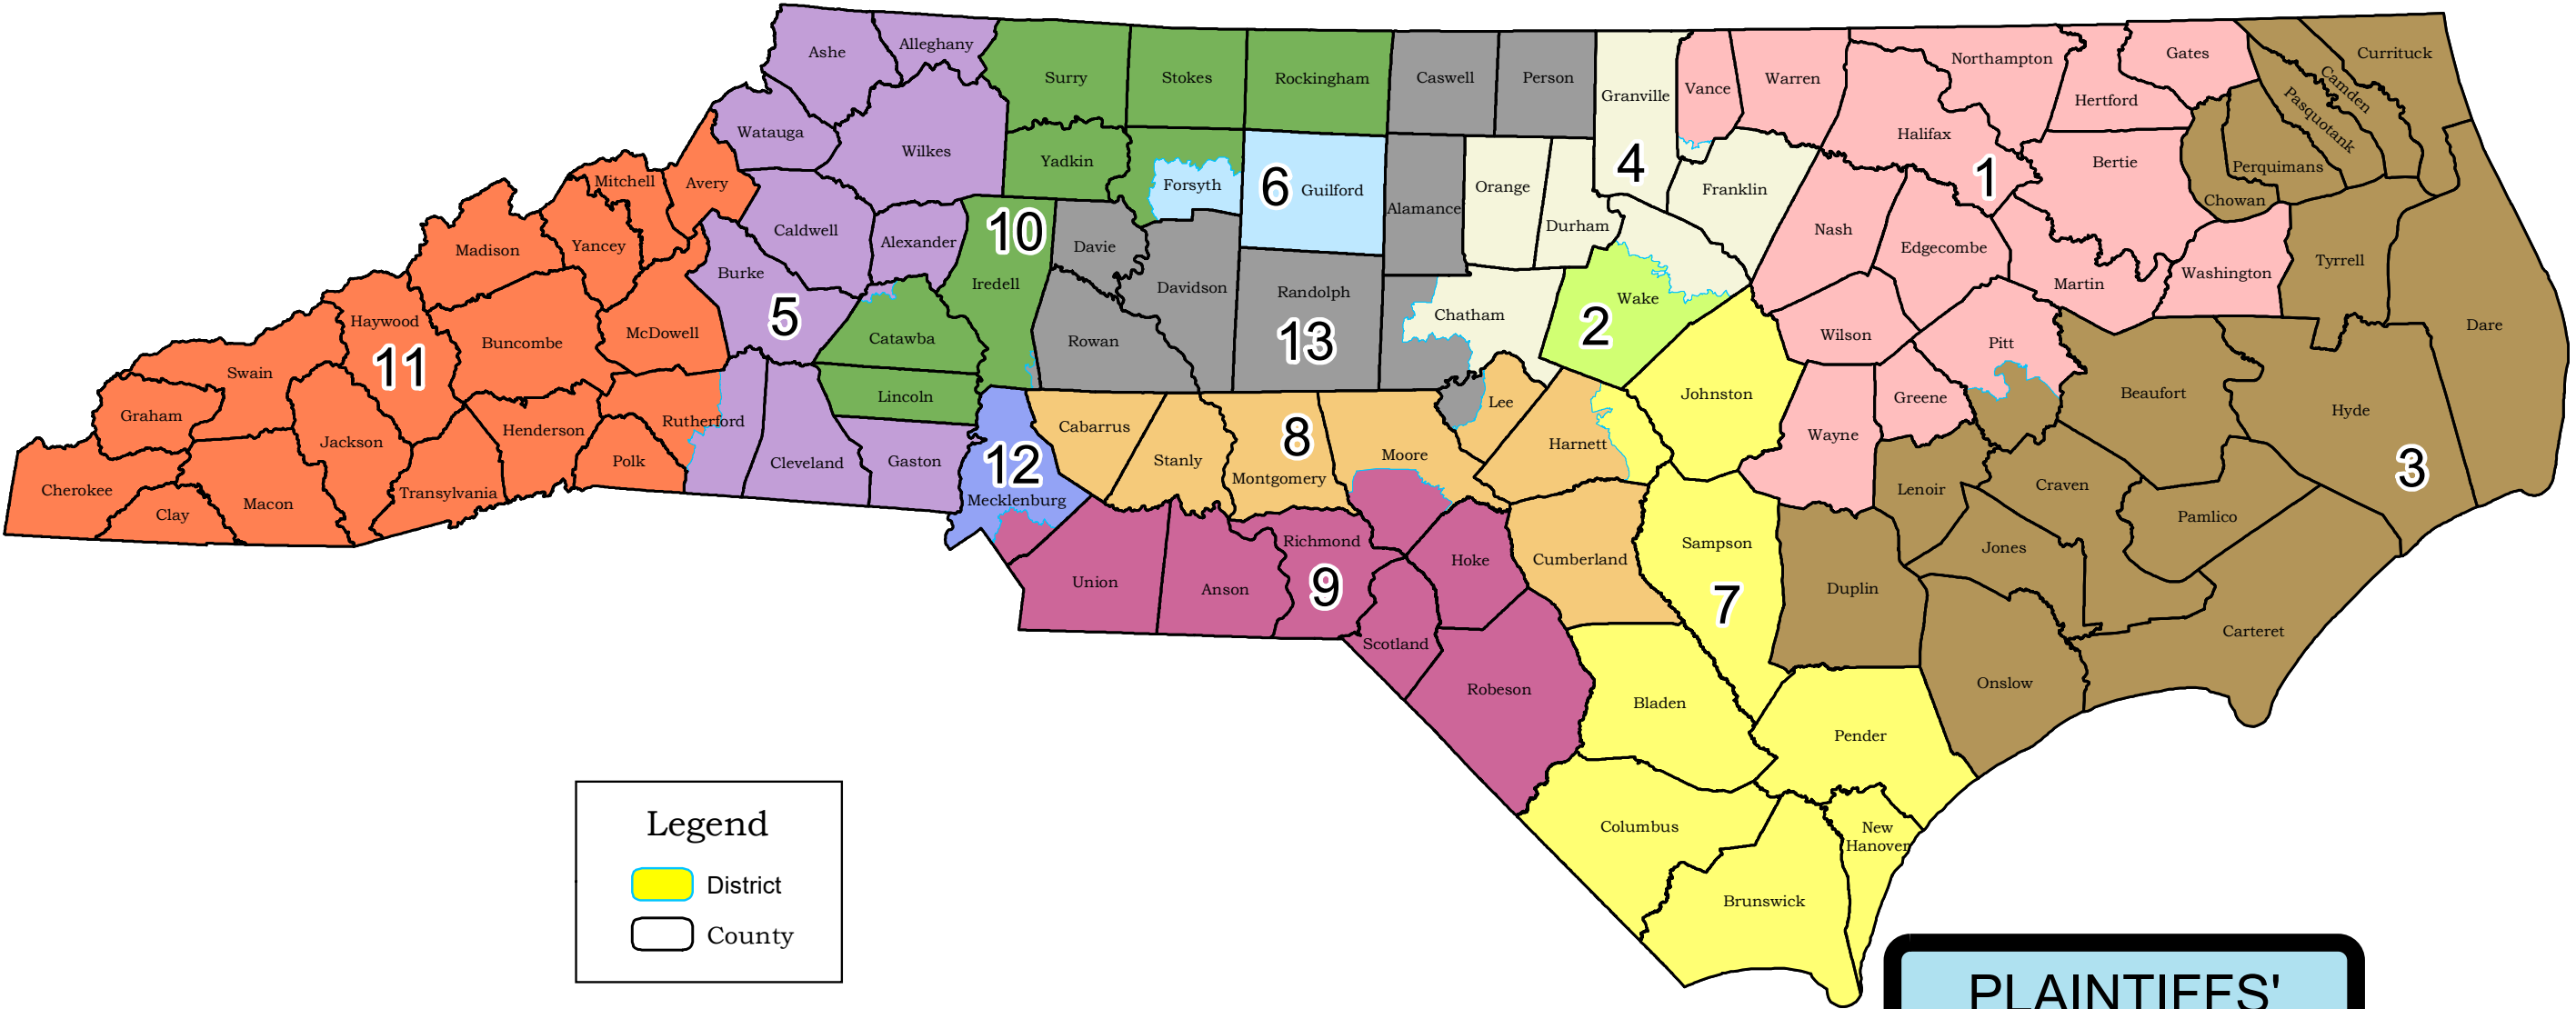 Ashe
Alleghany
Surry
Stokes
Rockingham
Caswell
Person
Granville
Vance
Warren
Northampton
Gates
Currituck
Camden
Pasquotank
Hertford
Halifax
Watauga
Wilkes
Yadkin
Forsyth
6
Guilford
Alamance
Orange
Durham
4
Franklin
1
Bertie
Perquimans
Chowan
Mitchell
Avery
Madison
Yancey
Caldwell
Alexander
10
Iredell
Davie
Davidson
Randolph
13
Chatham
Wake
2
Nash
Edgecombe
Martin
Washington
Tyrrell
Dare
Burke
5
Haywood
11
Buncombe
McDowell
Catawba
Rowan
Wilson
Pitt
Swain
Graham
Jackson
Henderson
Rutherford
Lincoln
Lee
Johnston
Greene
Beaufort
Hyde
3
Cherokee
Clay
Macon
Transylvania
Polk
Cleveland
Gaston
12
Mecklenburg
Cabarrus
Stanly
8
Montgomery
Moore
Harnett
Wayne
Lenoir
Craven
Pamlico
Union
Anson
Richmond
9
Scotland
Hoke
Cumberland
Sampson
7
Duplin
Jones
Carteret
Onslow
Robeson
Bladen
Pender
Columbus
New
Hanover
Brunswick
Legend
District
County
PLAINTIFFS'